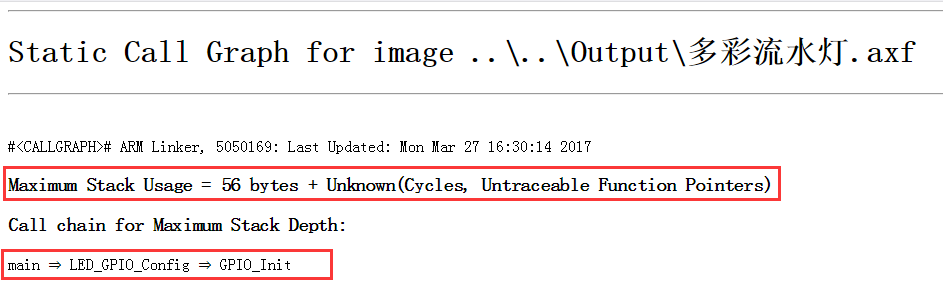 Static Call Graph for image ..\..\Output\多彩流水灯.axf
#<CALLGRAPH># ARM Linker, 5050169: Last Updated: Mon Mar 27 16:30:14 2017
Maximum Stack Usage = 56 bytes + Unknown(Cycles, Untraceable Function Pointers)
Call chain for Maximum Stack Depth:
main ⇒ LED_GPIO_Config ⇒ GPIO_Init